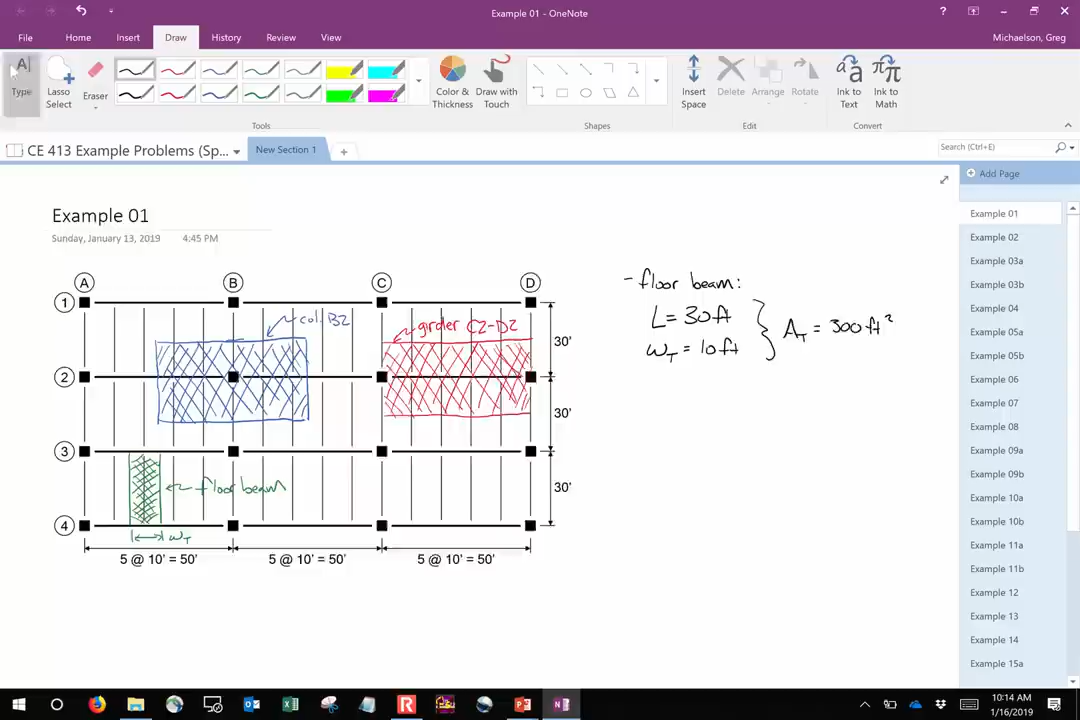 Example 01 - OneNote
?
File
Home
Insert
Draw
History
Review
View
Michaelson, Greg
Type
Lasso Select
Eraser
Color & Thickness
Draw with Touch
Insert Space
Delete
Arrange
Rotate
Ink to Text
Ink to Math
Tools
Shapes
Edit
Convert
CE 413 Example Problems (Sp...
New Section 1
Search (Ctrl+E)
Add Page
Example 01
Sunday, January 13, 2019
4:45 PM
A B C D
1
2
3
4
col. B2
girder C2-D2
floor beam
wT
30'
30'
30'
5 @ 10' = 50'
5 @ 10' = 50'
5 @ 10' = 50'
- floor beam:
L = 30 ft
wT = 10 ft
AT = 300 ft²
Example 01
Example 02
Example 03a
Example 03b
Example 04
Example 05a
Example 05b
Example 06
Example 07
Example 08
Example 09a
Example 09b
Example 10a
Example 10b
Example 11a
Example 11b
Example 12
Example 13
Example 14
Example 15a
10:14 AM
1/16/2019